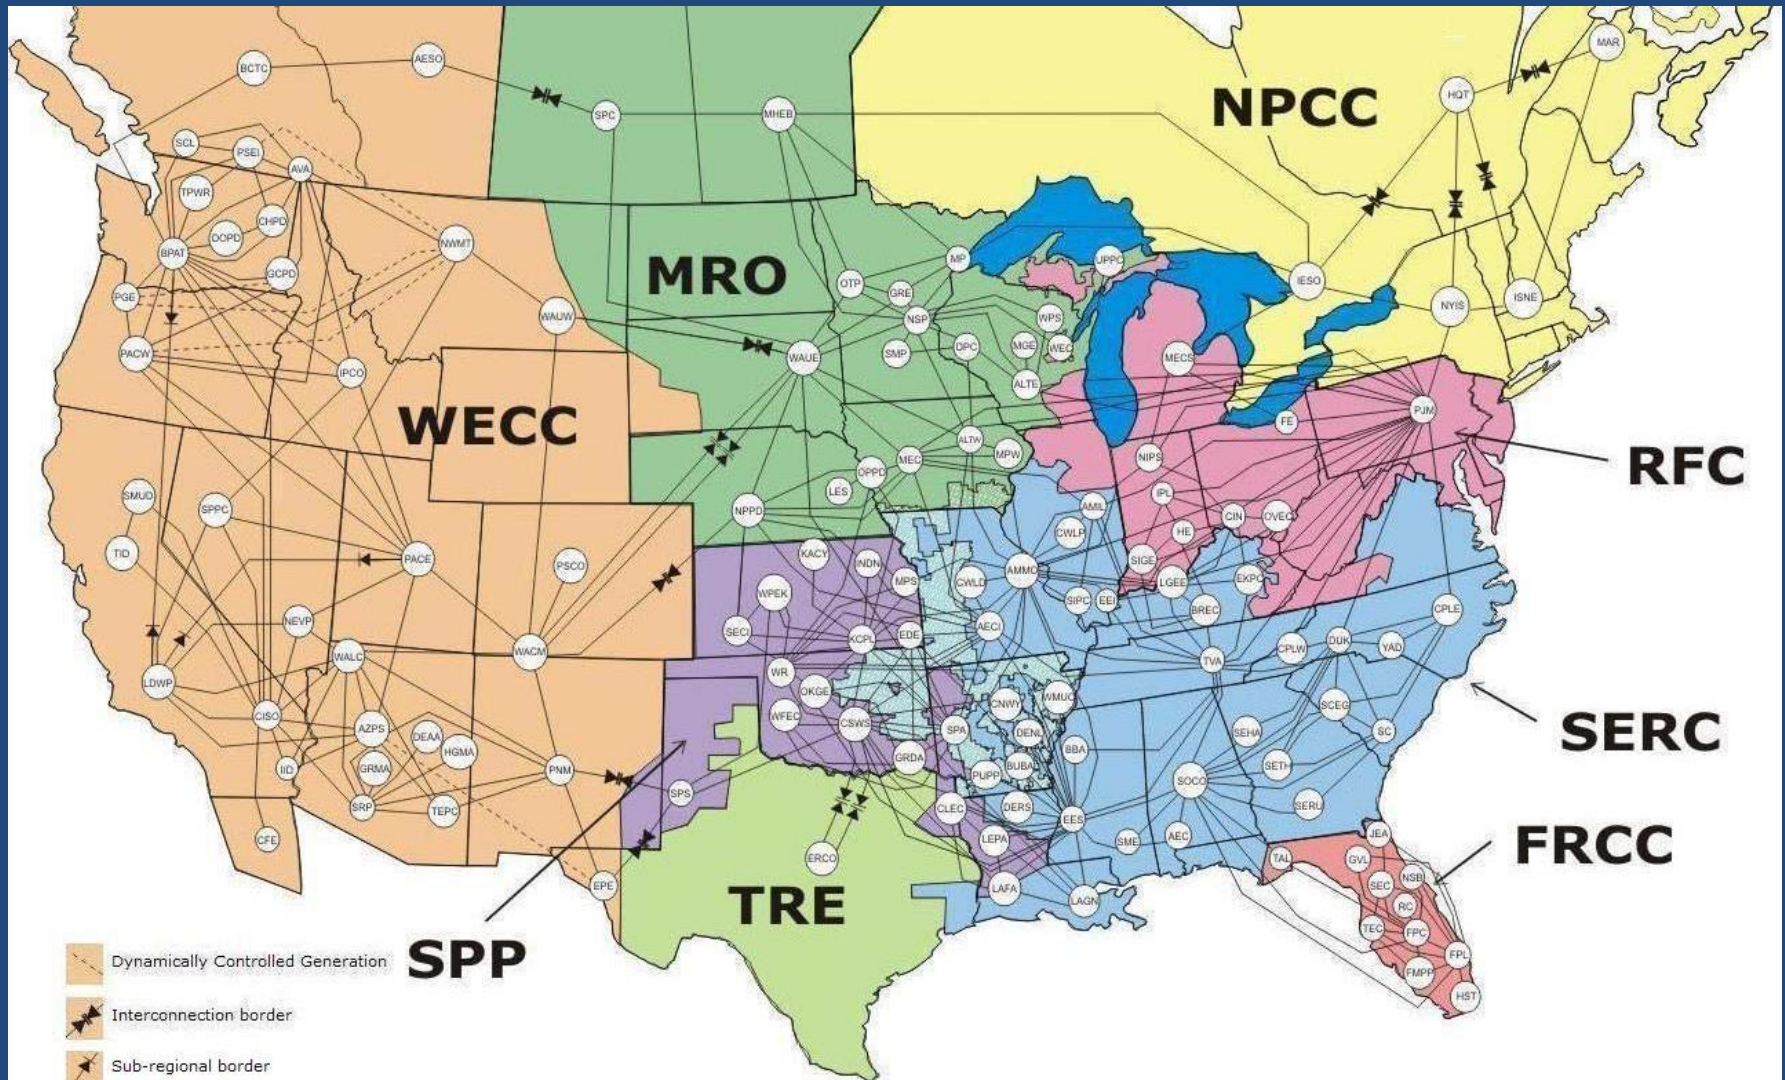 MAR
AESO
BCTC
HQT
NPCC
SPC
MHEB
SCL
PSEI
AVA
TPWR
CHPD
DOPD
NWMT
BPAT
MP
UPPC
GCPD
MRO
OTP
IESO
PGE
GRE
ISNE
NYIS
WAUW
NSP
WPS
PACW
WAUE
SMP
DPC
MGE
WEC
MECS
IPCO
ALTE
WECC
PJM
FE
ALTW
MPW
MEC
NIPS
RFC
OPPD
SMUD
LES
IPL
SPPC
NPPD
AMIL
CIN
OVEC
CWLP
HE
TID
PACE
PSCO
KACY
INDN
SIGE
AMMO
MPS
CWLD
LGEE
EKPC
WPEK
SIPC
EEI
BREC
CPLE
NEVP
SECI
KCPL
EDE
AECI
DUK
YAD
CPLW
WALC
WACM
TVA
LDWP
WR
OKGE
CNWY
WMUC
SCEG
CISO
WFEC
CSWS
AZPS
DEAA
HGMA
SPA
DENL
SEHA
SC
SERC
BBA
IID
GRMA
PNM
GRDA
PUPP
BUBA
SETH
SOCO
SPS
SRP
TEPC
CLEC
DERS
EES
SERU
CFE
LEPA
SME
AEC
JEA
FRCC
ERCO
TAL
GVL
EPE
TRE
LAFA
LAGN
SEC
NSB
RC
TEC
FPC
SPP
FPL
FMPP
HST
Dynamically Controlled Generation
Interconnection border
Sub-regional border